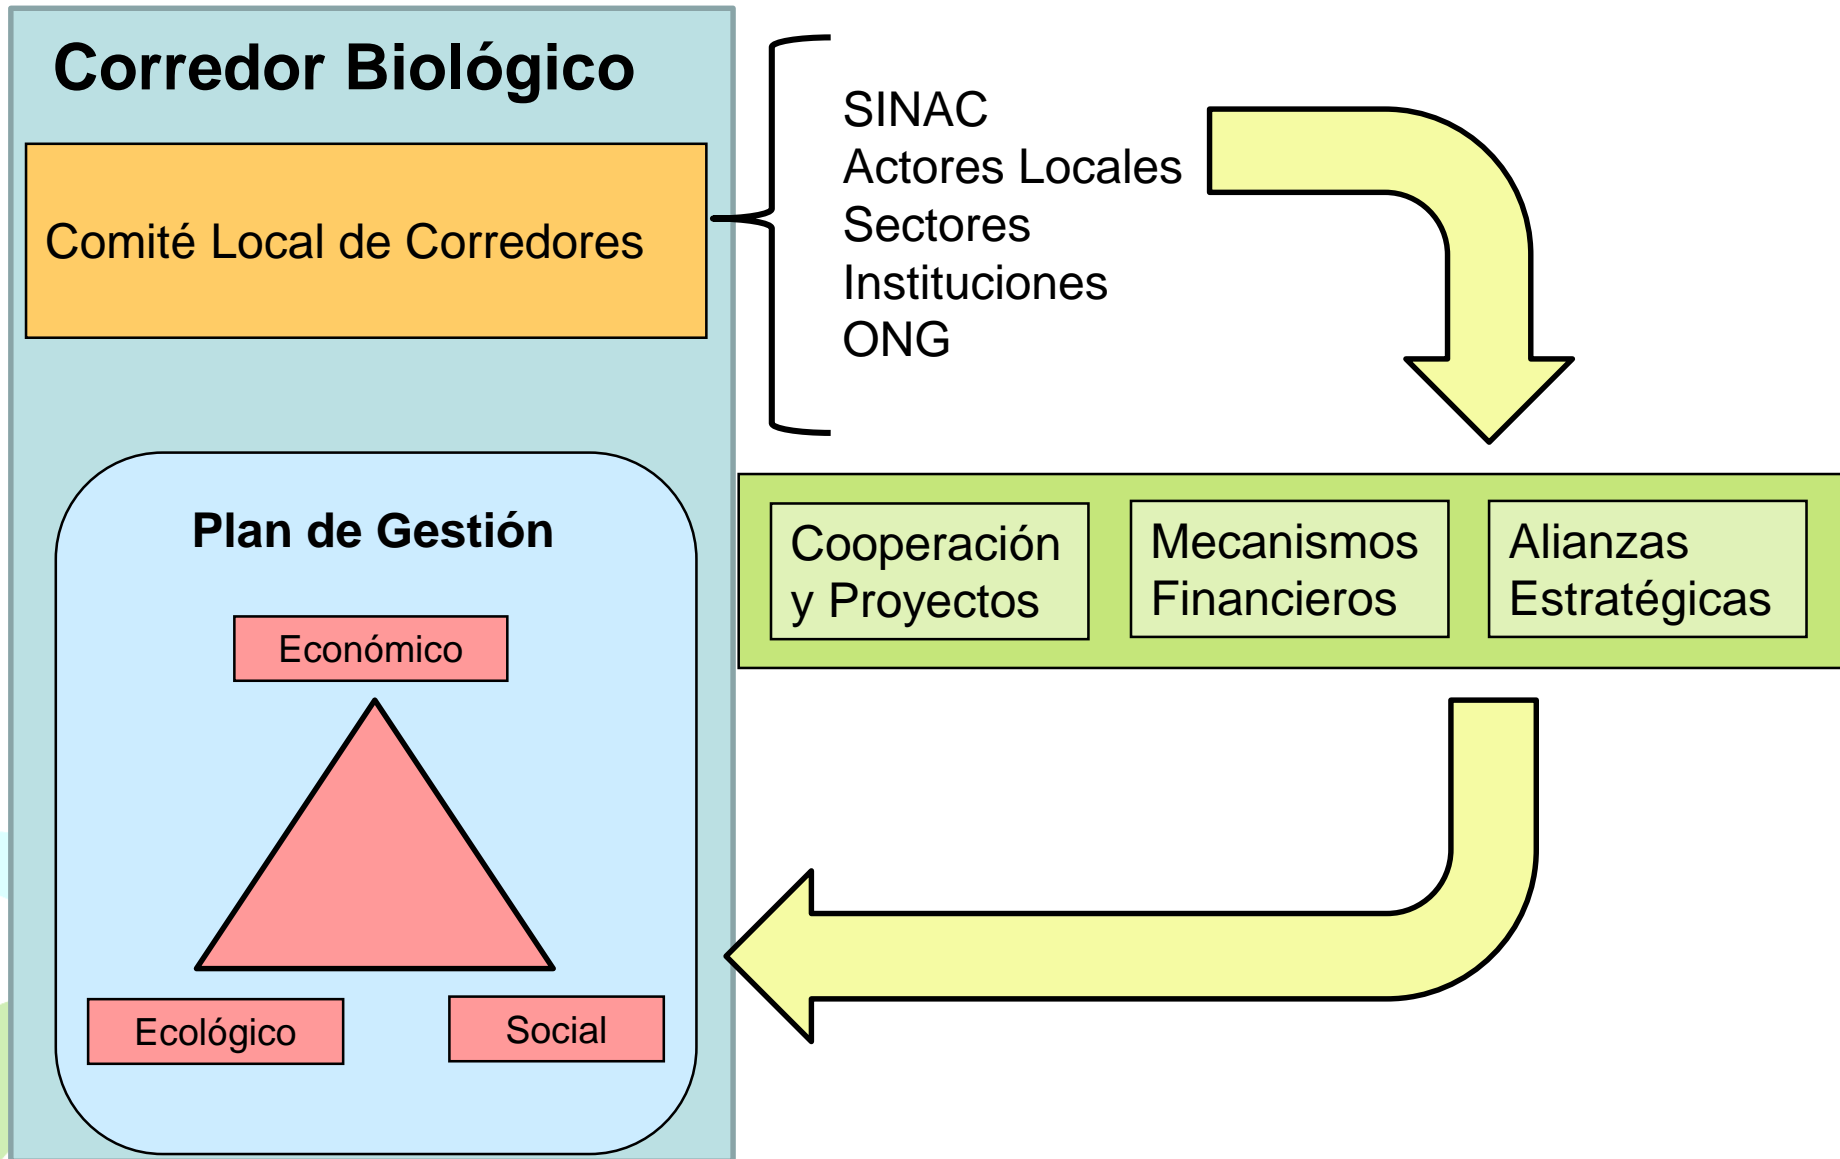 Corredor Biológico
Comité Local de Corredores
SINAC
Actores Locales
Sectores
Instituciones
ONG
Plan de Gestión
Económico
Ecológico
Social
Cooperación
y Proyectos
Mecanismos
Financieros
Alianzas
Estratégicas